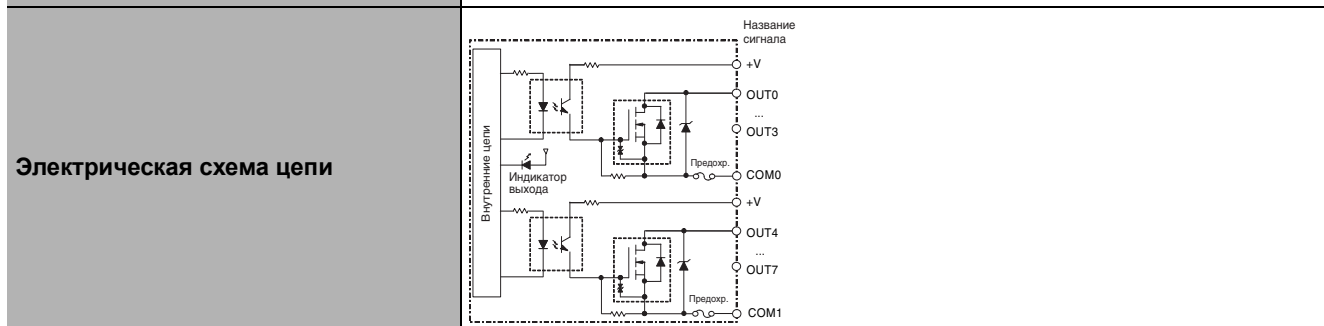 Электрическая схема цепи
Название
сигнала
Внутренние цепи
+V
OUT0
...
OUT3
Предохр.
COM0
Индикатор
выхода
+V
OUT4
...
OUT7
Предохр.
COM1